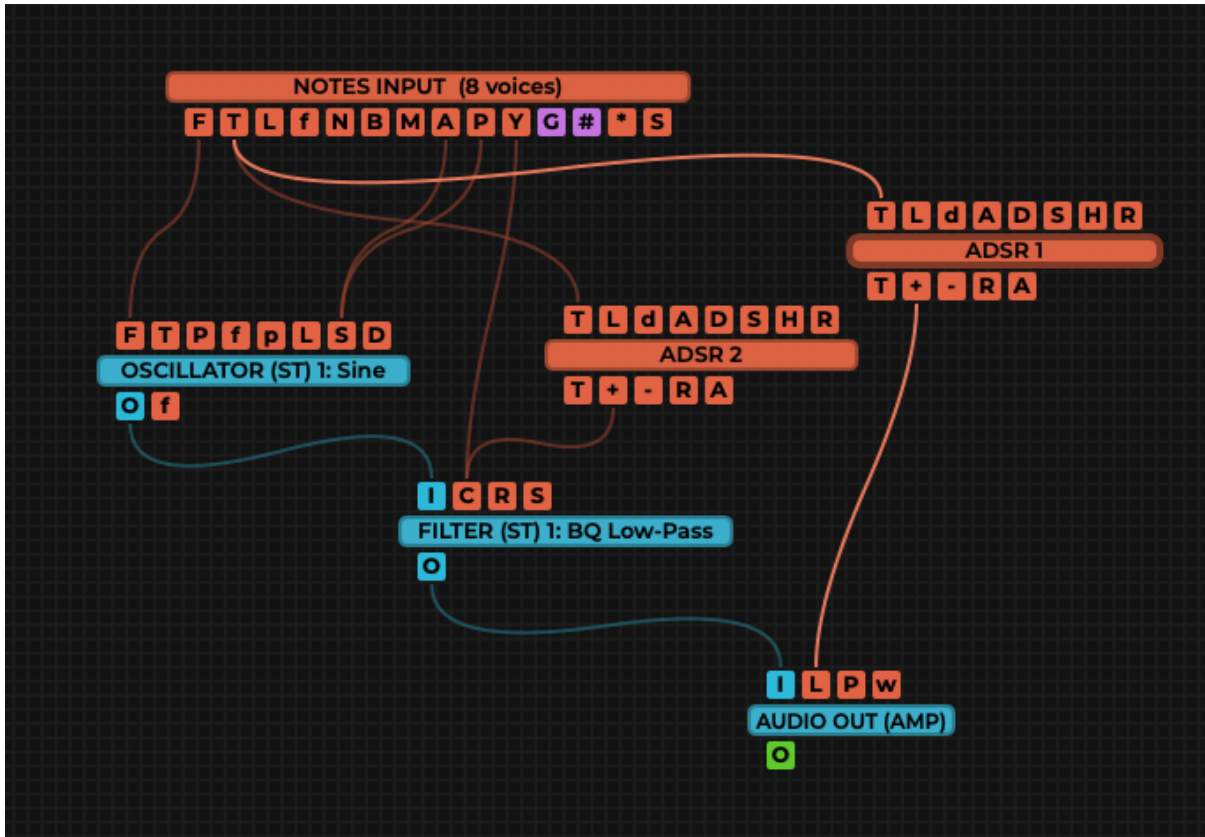 NOTES INPUT (8 voices)
F T L f N B M A P Y G # * S
T L d A D S H R
ADSR 1
T + - R A
F T P f p L S D
OSCILLATOR (ST) 1: Sine
O f
T L d A D S H R
ADSR 2
T + - R A
I C R S
FILTER (ST) 1: BQ Low-Pass
O
I L P w
AUDIO OUT (AMP)
O